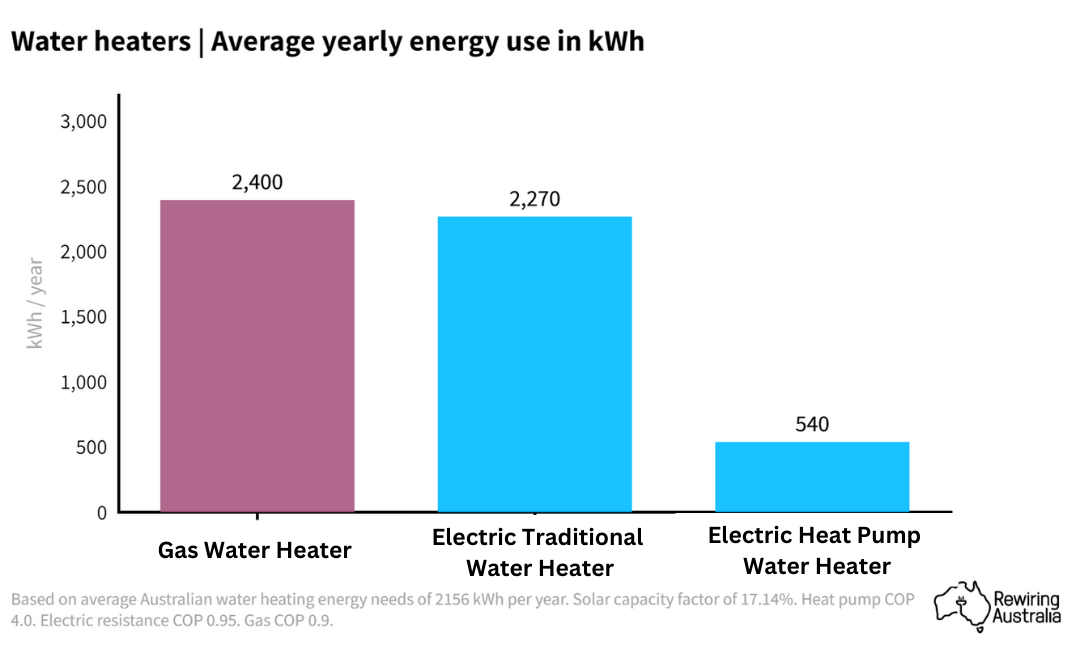 Water heaters | Average yearly energy use in kWh
kWh / year
3,000
2,500
2,000
1,500
1,000
500
0
2,400
2,270
540
Gas Water Heater
Electric Traditional
Water Heater
Electric Heat Pump
Water Heater
Based on average Australian water heating energy needs of 2156 kWh per year. Solar capacity factor of 17.14%. Heat pump COP
4.0. Electric resistance COP 0.95. Gas COP 0.9.
Rewiring
Australia